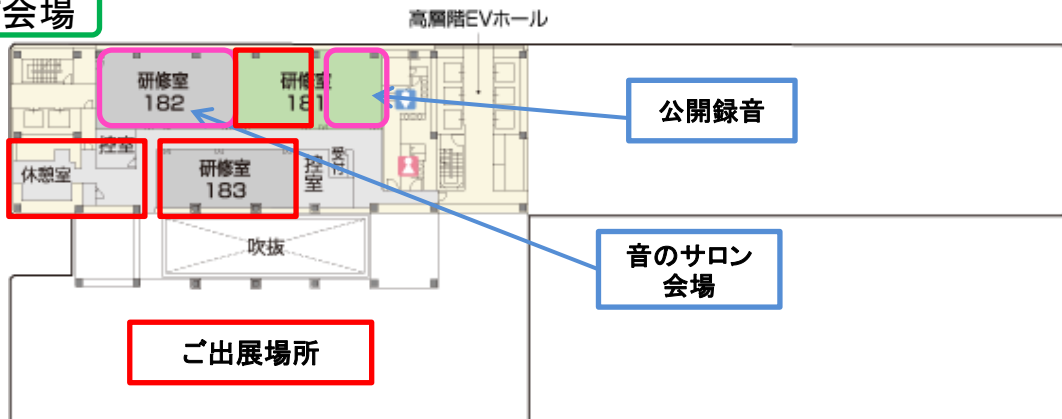 会場
高層階EVホール
研修室
182
研修室
181
公開録音
控室
休憩室
研修室
183
控室
受付
吹抜
音のサロン
会場
ご出展場所